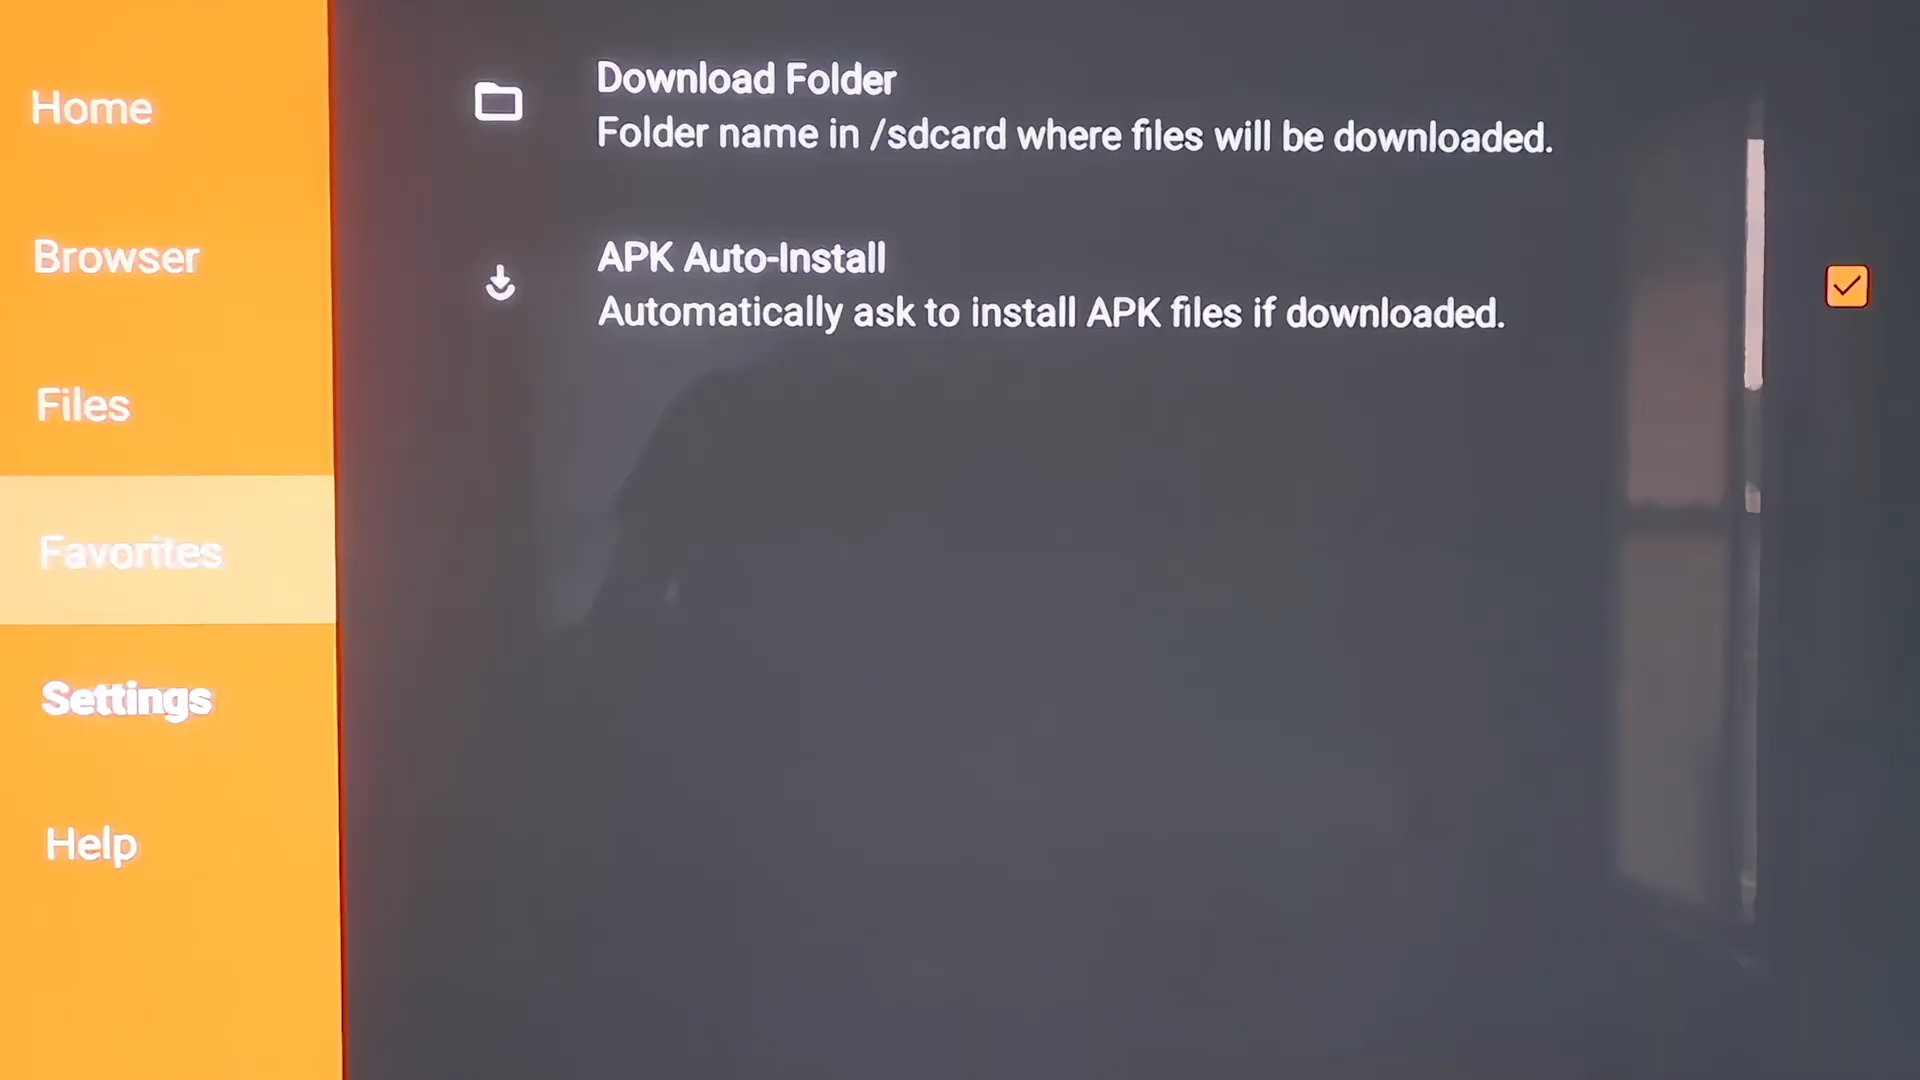 Home
Browser
Files
Favorites
Settings
Help
Download Folder
Folder name in /sdcard where files will be downloaded.
APK Auto-Install
Automatically ask to install APK files if downloaded.